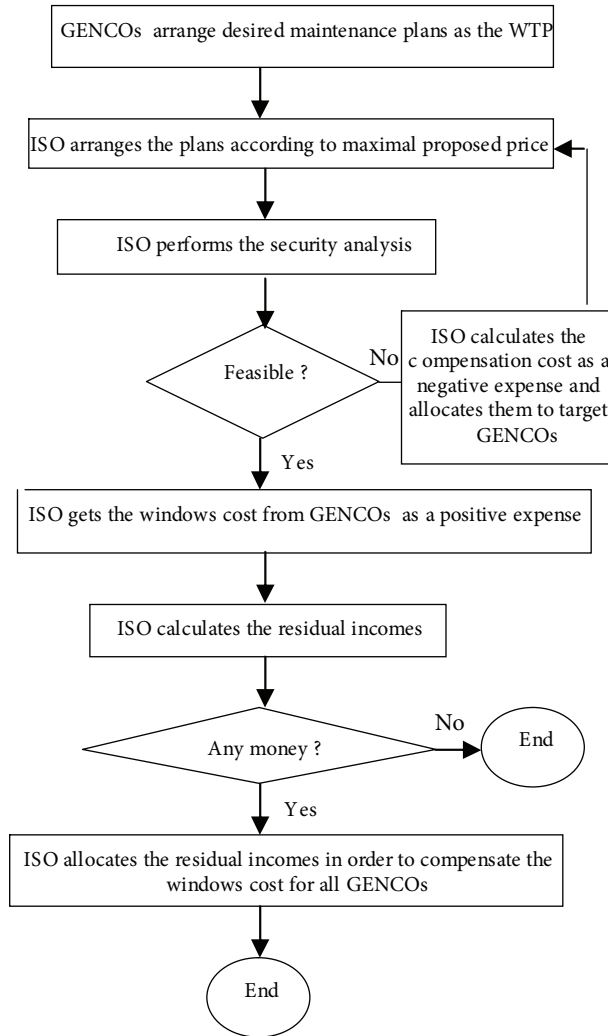 GENCOs arrange desired maintenance plans as the WTP
ISO arranges the plans according to maximal proposed price
ISO performs the security analysis
Feasible ?
No
ISO calculates the
c ompensation cost as a
negative expense and
allocates them to target
GENCOs
Yes
ISO gets the windows cost from GENCOs as a positive expense
ISO calculates the residual incomes
Any money ?
No
End
Yes
ISO allocates the residual incomes in order to compensate the
windows cost for all GENCOs
End